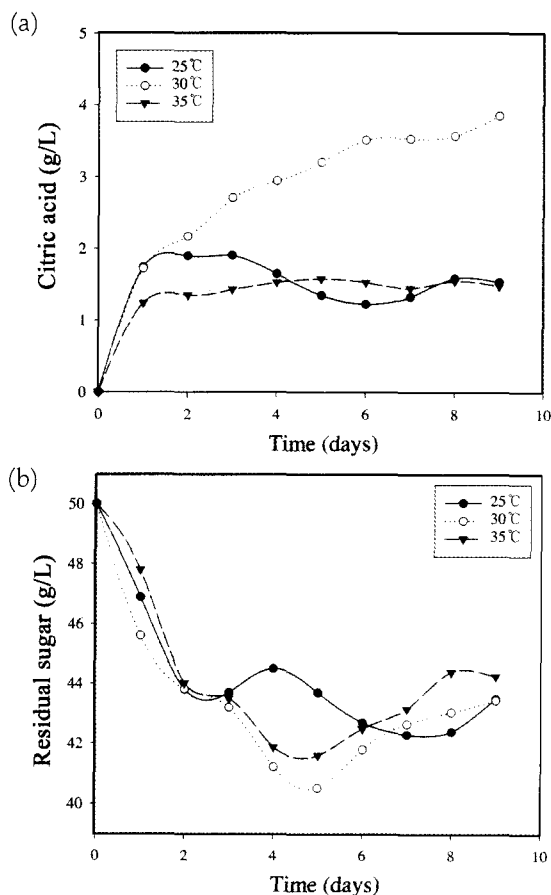 (a)
5
4
3
2
1
0
Citric acid (g/L)
25℃
30℃
35℃
0 2 4 6 8 10
Time (days)
(b)
50
48
46
44
42
40
Residual sugar (g/L)
25℃
30℃
35℃
0 2 4 6 8 10
Time (days)